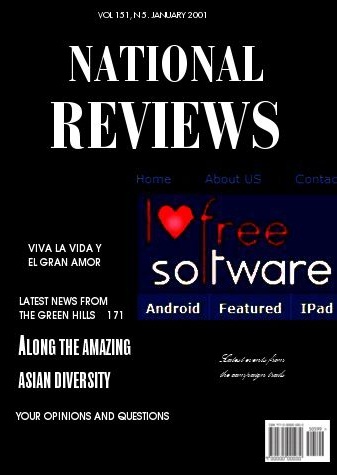 VOL 151, N 5. JANUARY 2001
NATIONAL
REVIEWS
Home About US Contac
I free
software
Android Featured IPad
VIVA LA VIDA Y
EL GRAN AMOR
LATEST NEWS FROM
THE GREEN HILLS 171
ALONG THE AMAZING
ASIAN DIVERSITY
Latest events from
the campaign trails
YOUR OPINIONS AND QUESTIONS